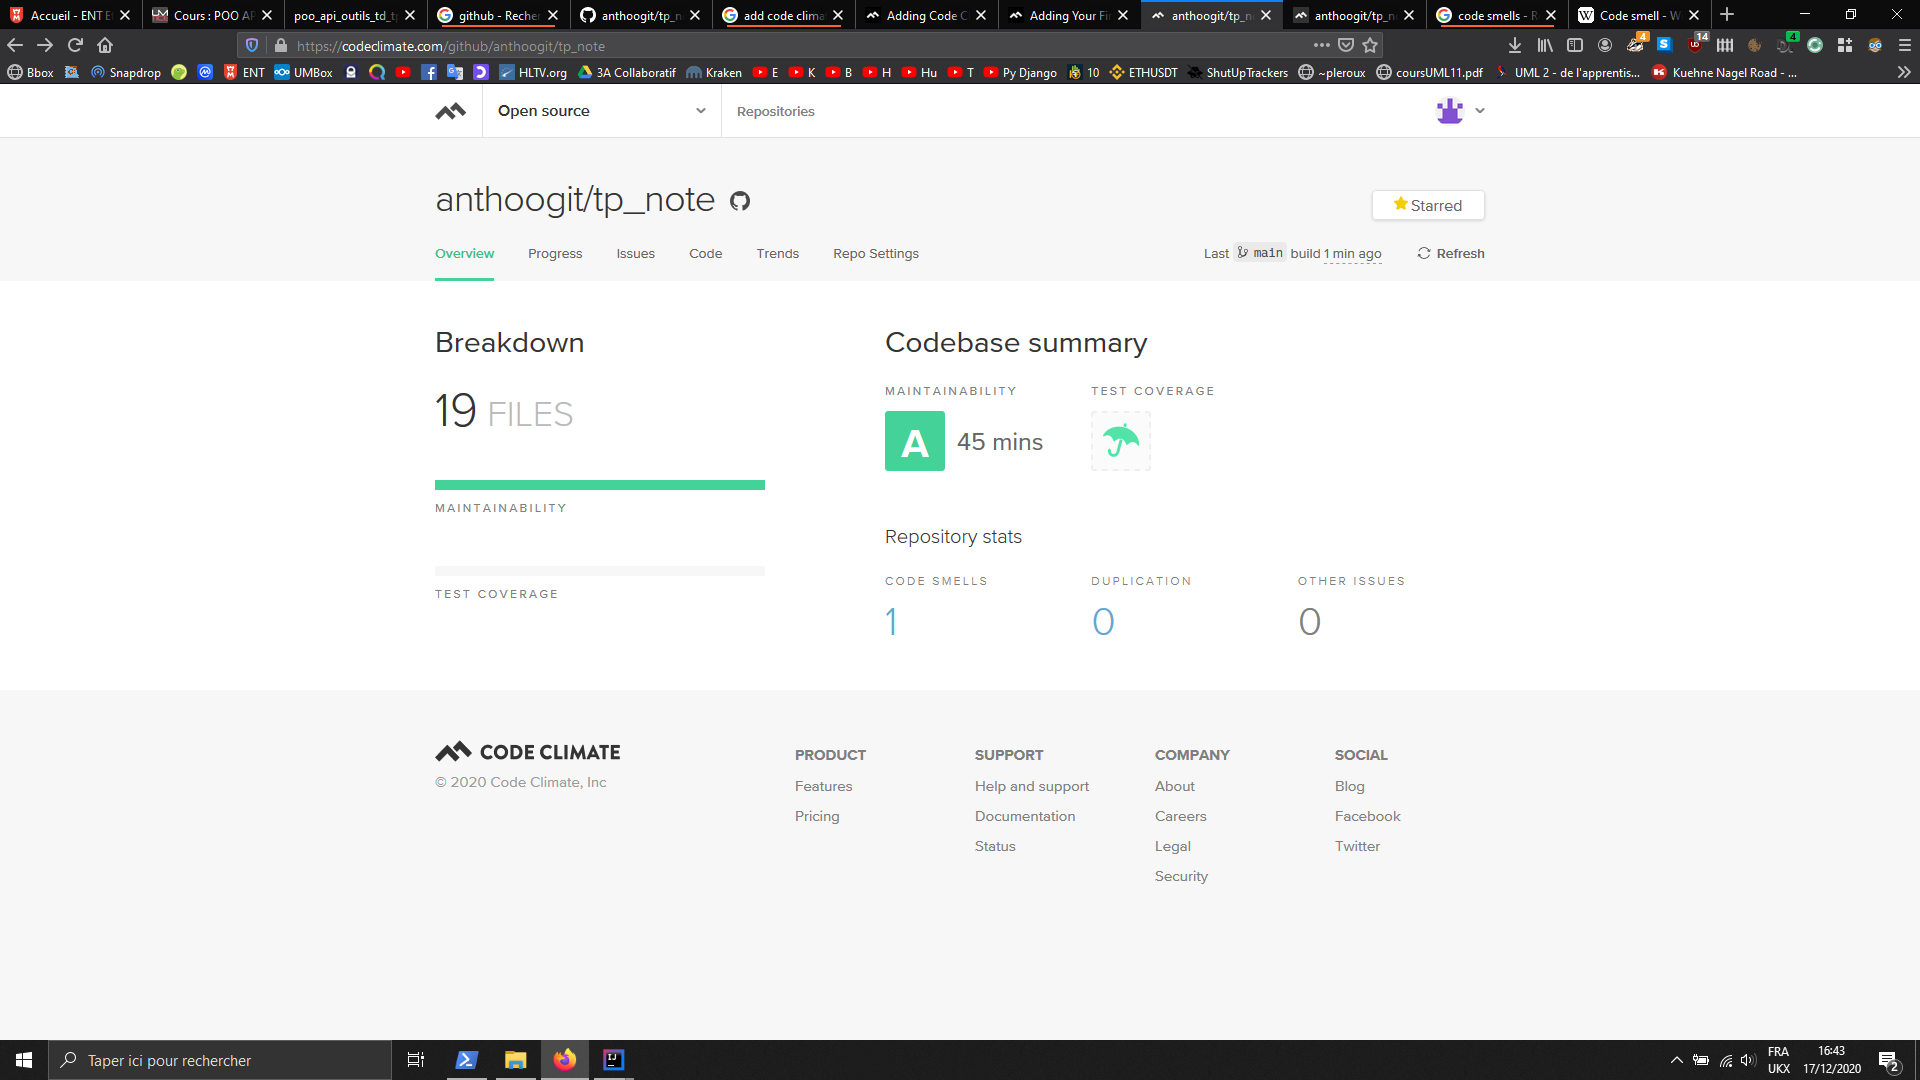 Accueil - ENT E
Cours : POO AP
poo_api_outils_td_t
github - Recher
anthoogit/tp_n
add code clima
Adding Code C
Adding Your Fi
anthoogit/tp_n
anthoogit/tp_n
code smells - R
Code smell - W
https://codeclimate.com/github/anthoogit/tp_note
4
14
4
Bbox
Snapdrop
ENT
UMBox
HLTV.org
3A Collaboratif
Kraken
E
K
B
H
Hu
T
Py Django
10
ETHUSDT
ShutUpTrackers
~pleroux
coursUML11.pdf
UML 2 - de l'apprentis...
Kuehne Nagel Road - ...
Open source
Repositories
anthoogit/tp_note
Starred
Overview
Progress
Issues
Code
Trends
Repo Settings
Last main build 1 min ago
Refresh
Breakdown
19 FILES
MAINTAINABILITY
TEST COVERAGE
Codebase summary
MAINTAINABILITY
TEST COVERAGE
A 45 mins
Repository stats
CODE SMELLS
DUPLICATION
OTHER ISSUES
1
0
0
CODE CLIMATE
© 2020 Code Climate, Inc
PRODUCT
Features
Pricing
SUPPORT
Help and support
Documentation
Status
COMPANY
About
Careers
Legal
Security
SOCIAL
Blog
Facebook
Twitter
Taper ici pour rechercher
FRA
UKX
16:43
17/12/2020
2